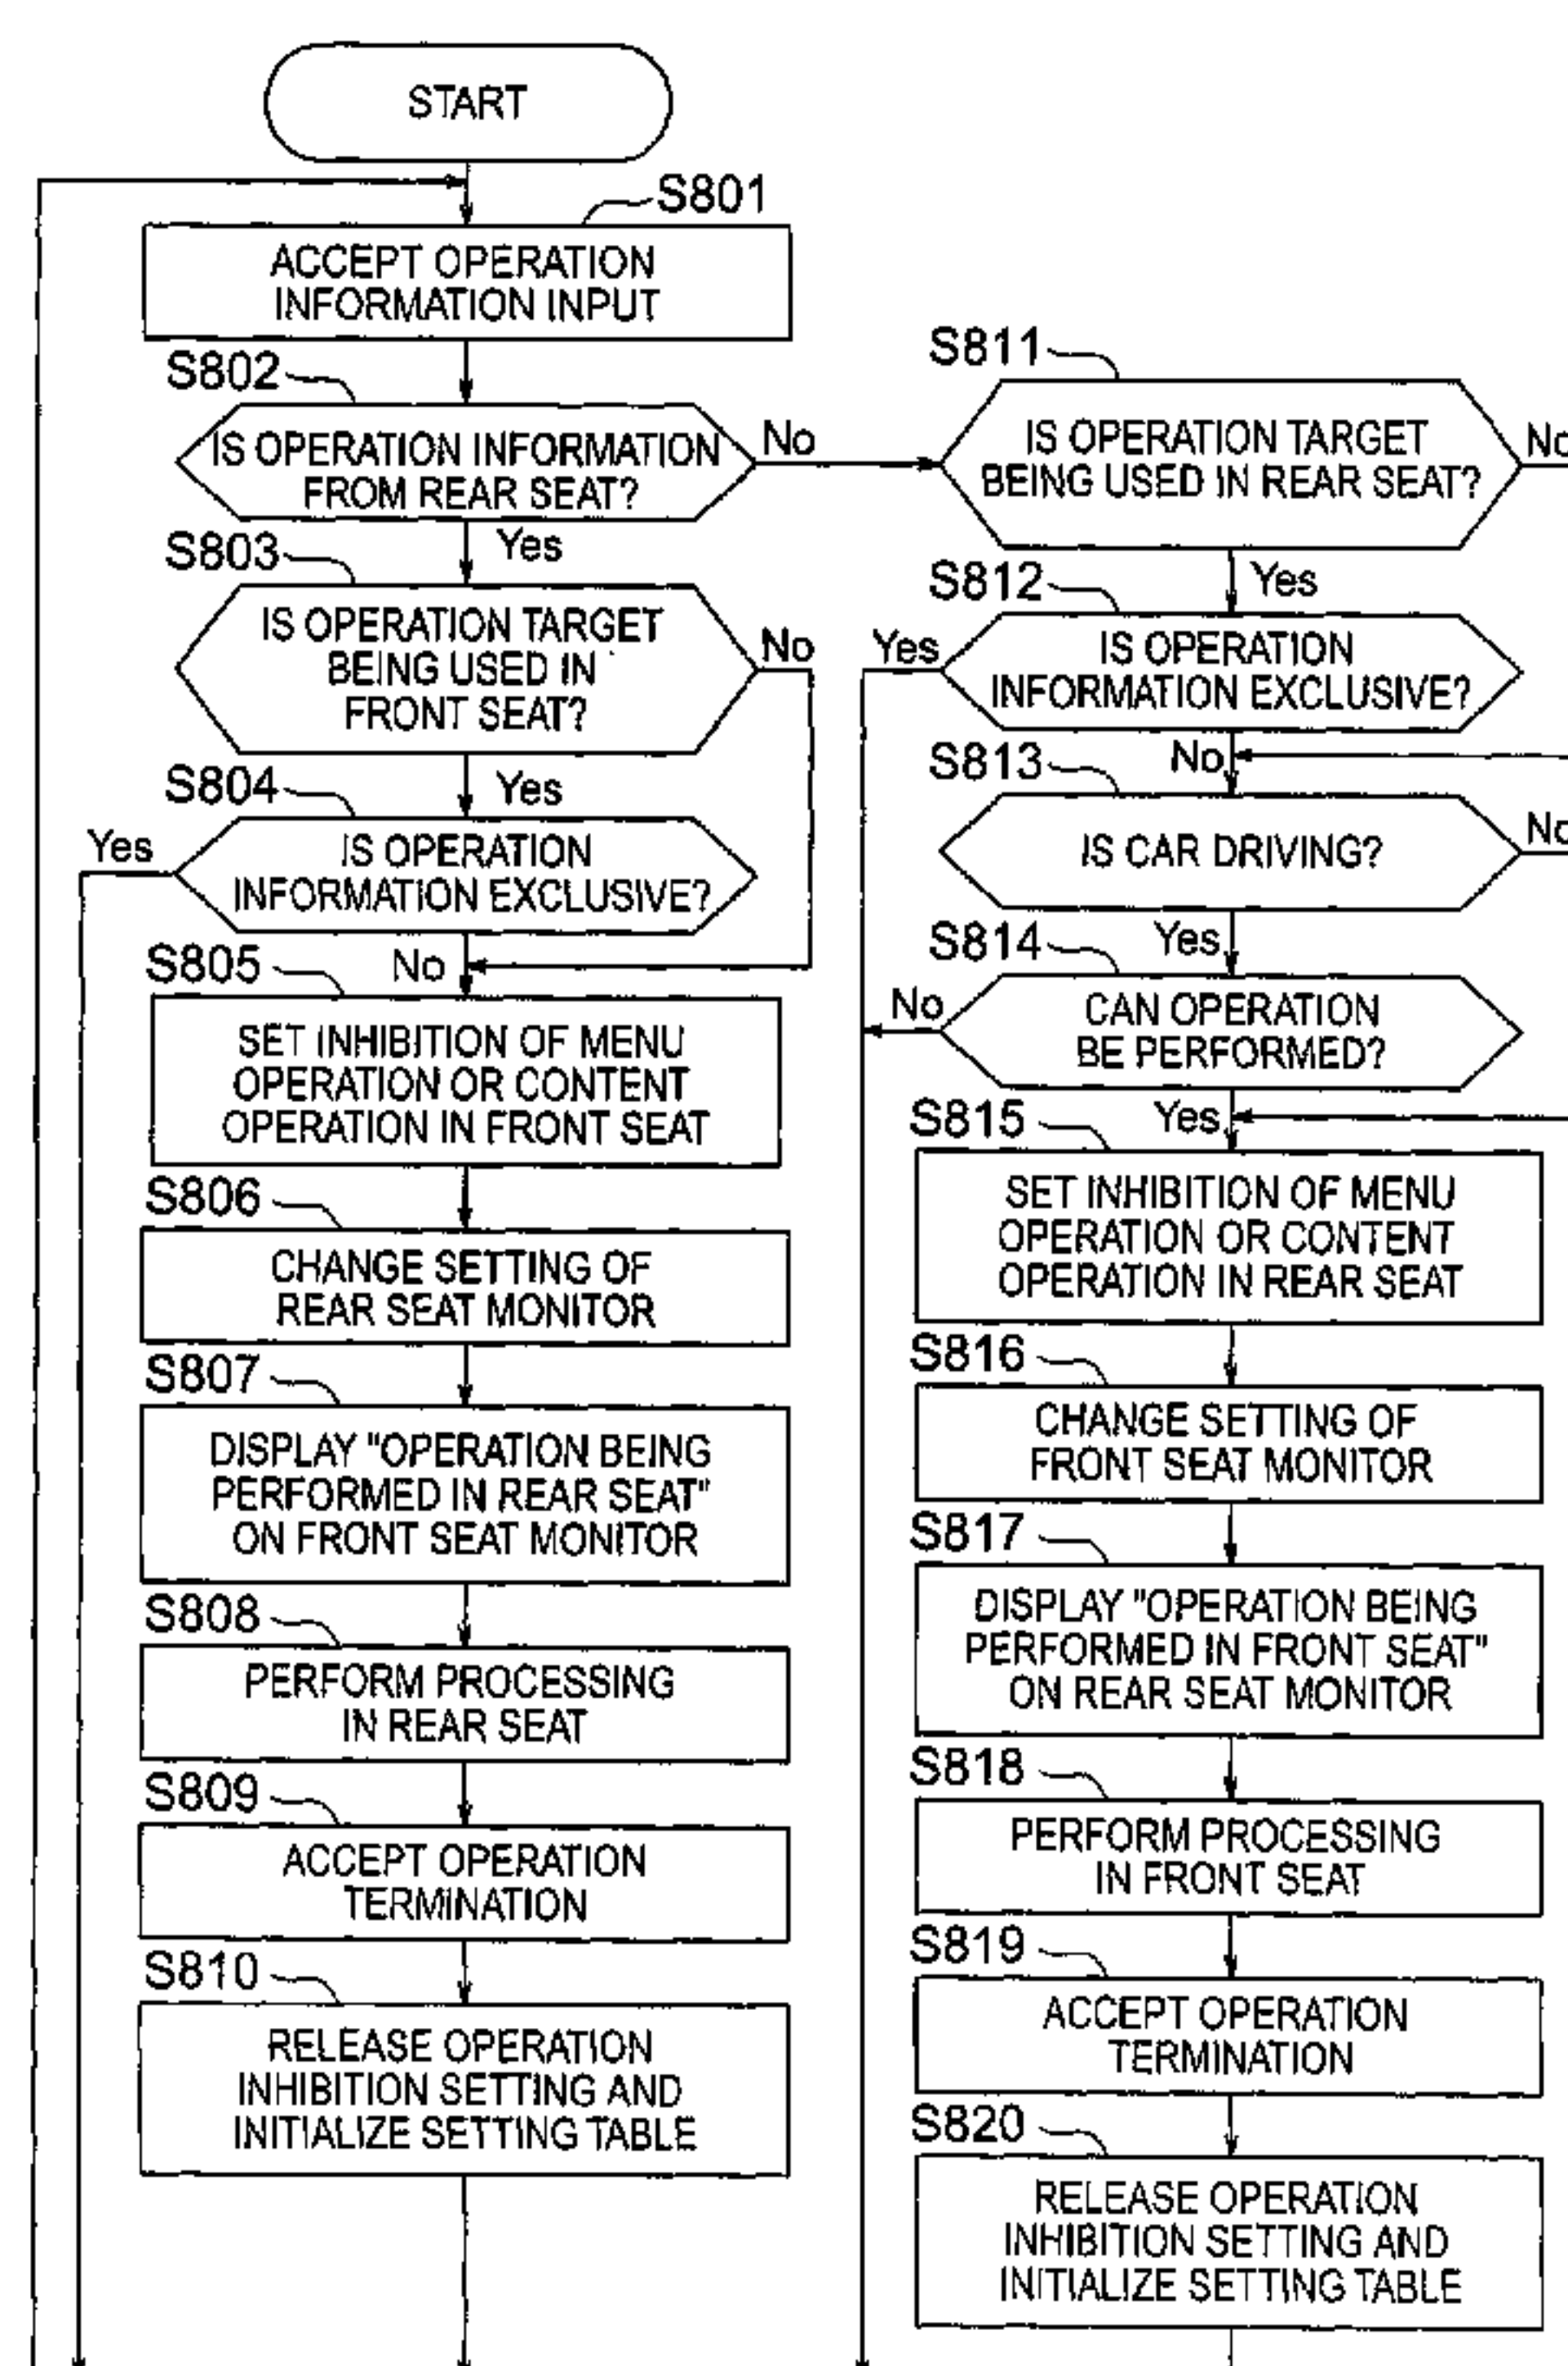 START
S801
ACCEPT OPERATION
INFORMATION INPUT
S802
IS OPERATION INFORMATION
FROM REAR SEAT?
No
Yes
S803
IS OPERATION TARGET
BEING USED IN
FRONT SEAT?
No
Yes
S804
IS OPERATION
INFORMATION EXCLUSIVE?
Yes
No
S805
SET INHIBITION OF MENU
OPERATION OR CONTENT
OPERATION IN FRONT SEAT
S806
CHANGE SETTING OF
REAR SEAT MONITOR
S807
DISPLAY "OPERATION BEING
PERFORMED IN REAR SEAT"
ON FRONT SEAT MONITOR
S808
PERFORM PROCESSING
IN REAR SEAT
S809
ACCEPT OPERATION
TERMINATION
S810
RELEASE OPERATION
INHIBITION SETTING AND
INITIALIZE SETTING TABLE
S811
IS OPERATION TARGET
BEING USED IN REAR SEAT?
No
Yes
S812
IS OPERATION
INFORMATION EXCLUSIVE?
Yes
No
S813
IS CAR DRIVING?
No
Yes
S814
CAN OPERATION
BE PERFORMED?
No
Yes
S815
SET INHIBITION OF MENU
OPERATION OR CONTENT
OPERATION IN REAR SEAT
S816
CHANGE SETTING OF
FRONT SEAT MONITOR
S817
DISPLAY "OPERATION BEING
PERFORMED IN FRONT SEAT"
ON REAR SEAT MONITOR
S818
PERFORM PROCESSING
IN FRONT SEAT
S819
ACCEPT OPERATION
TERMINATION
S820
RELEASE OPERATION
INHIBITION SETTING AND
INITIALIZE SETTING TABLE